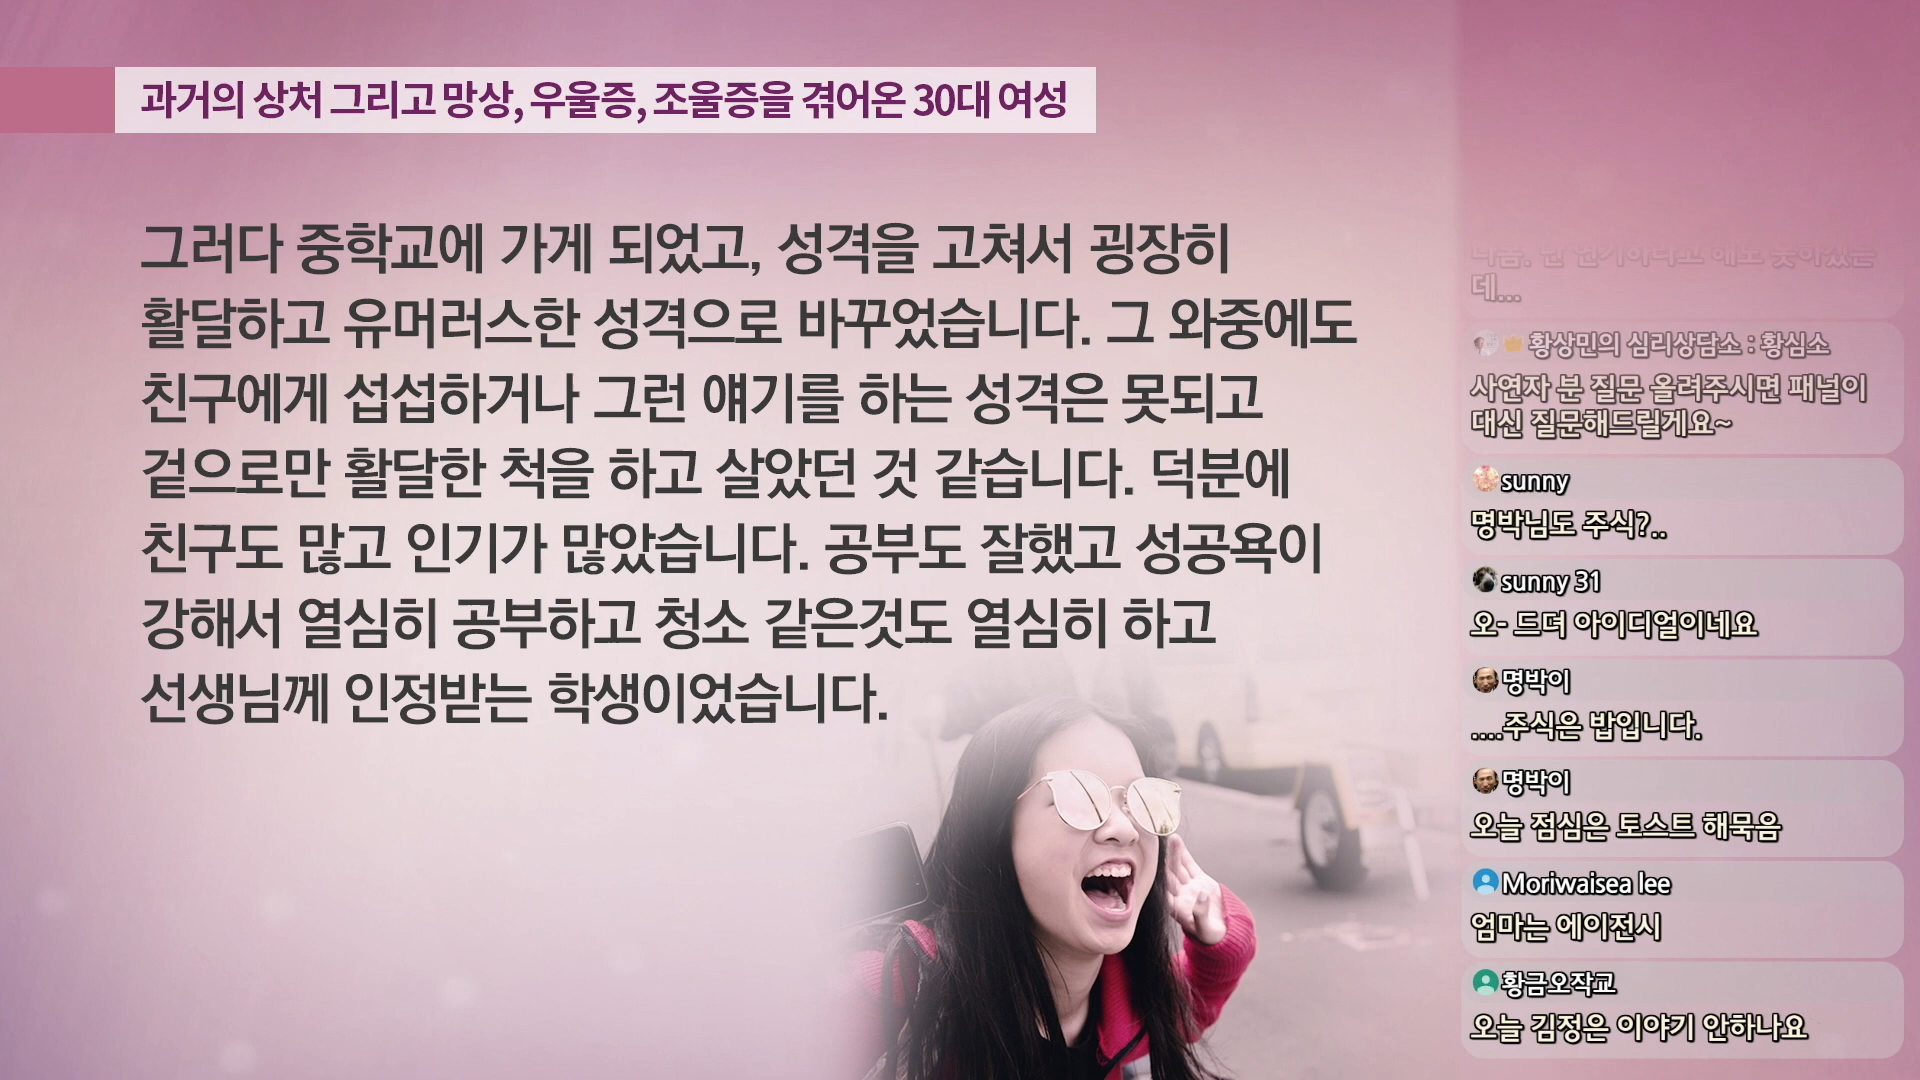 과거의 상처 그리고 망상, 우울증, 조울증을 겪어온 30대 여성
그러다 중학교에 가게 되었고, 성격을 고쳐서 굉장히
활달하고 유머러스한 성격으로 바꾸었습니다. 그 와중에도
친구에게 섭섭하거나 그런 얘기를 하는 성격은 못되고
겉으로만 활달한 척을 하고 살았던 것 같습니다. 덕분에
친구도 많고 인기가 많았습니다. 공부도 잘했고 성공욕이
강해서 열심히 공부하고 청소 같은것도 열심히 하고
선생님께 인정받는 학생이었습니다.
데...
황상민의 심리상담소 : 황심소
사연자 분 질문 올려주시면 패널이
대신 질문해드릴게요~
sunny
명박님도 주식?..
sunny 31
오- 드뎌 아이디얼이네요
명박이
....주식은 밥입니다.
명박이
오늘 점심은 토스트 해묵음
Moriwaisea lee
엄마는 에이전시
황금오작교
오늘 김정은 이야기 안하나요